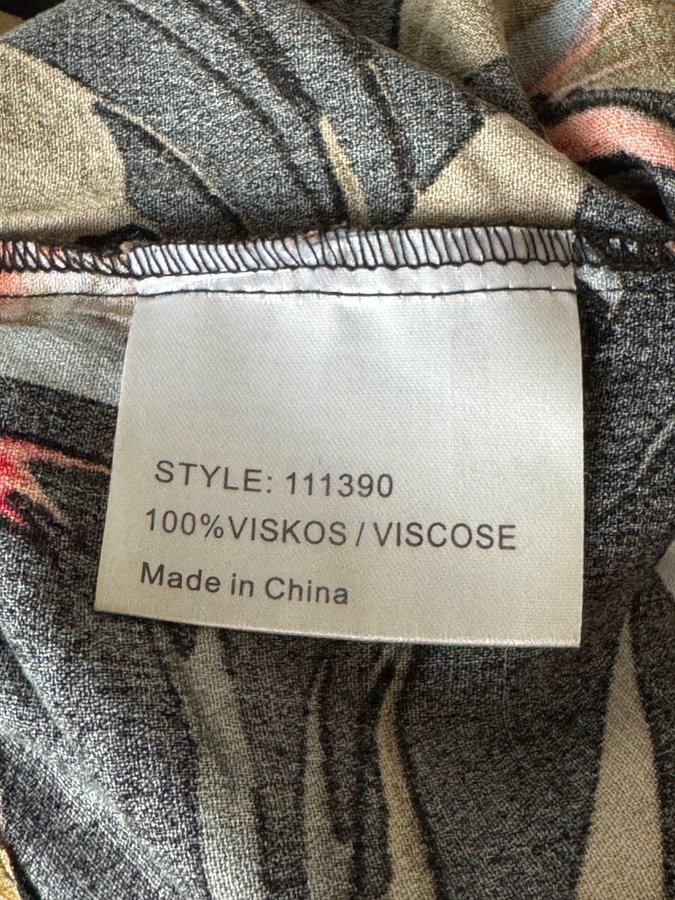 STYLE: 111390
100%VISKOS / VISCOSE
Made in China